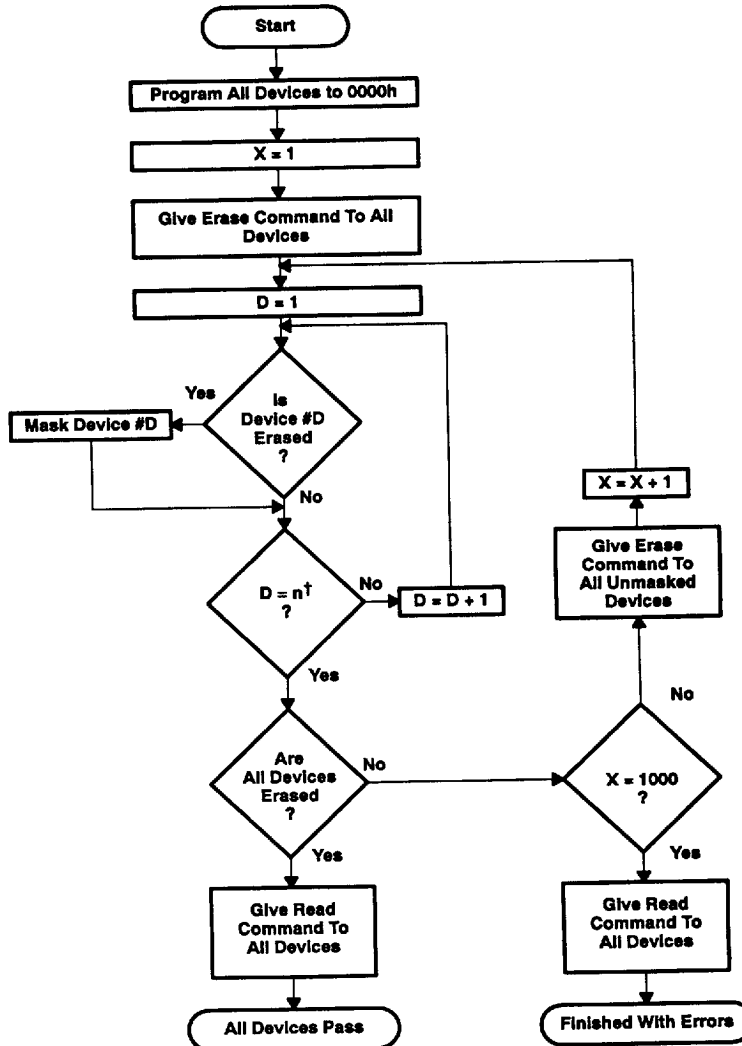 Start
Program All Devices to 0000h
X = 1
Give Erase Command To All
Devices
D = 1
Yes
Is
Device #D
Erased
?
Mask Device #D
No
X = X + 1
Give Erase
Command To
All Unmasked
Devices
D = n†
?
No
D = D + 1
Yes
No
Are
All Devices
Erased
?
No
X = 1000
?
Yes
Yes
Give Read
Command To
All Devices
Give Read
Command To
All Devices
All Devices Pass
Finished With Errors